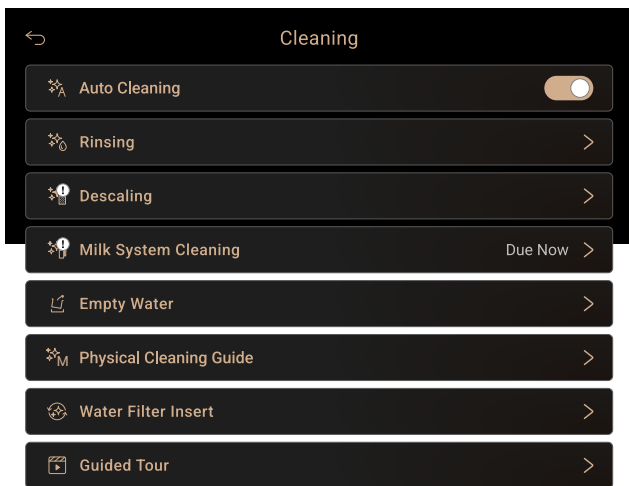 Cleaning
A Auto Cleaning
Rinsing
! Descaling
! Milk System Cleaning Due Now
Empty Water
M Physical Cleaning Guide
Water Filter Insert
Guided Tour